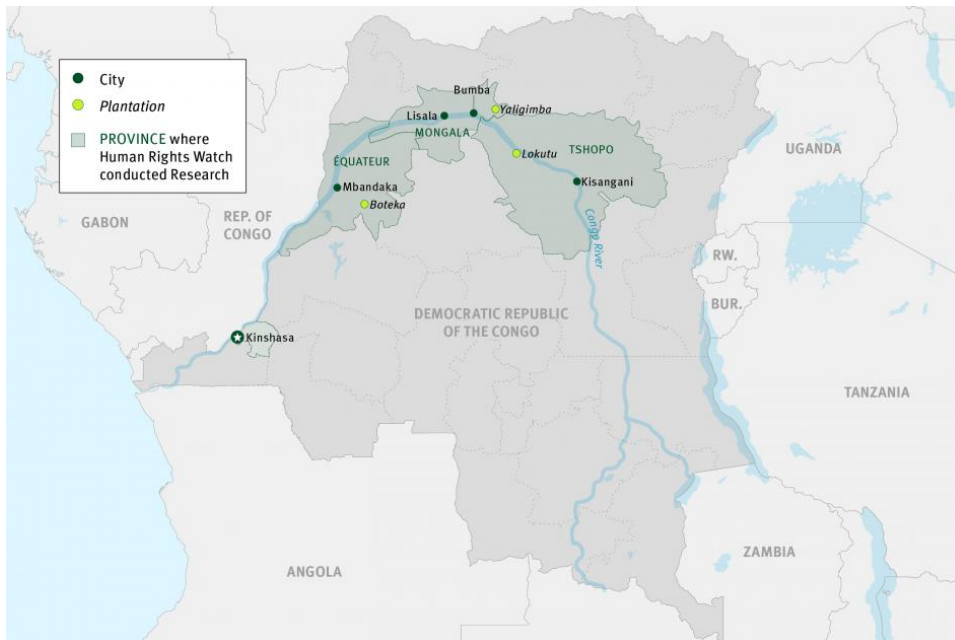 City
Plantation
PROVINCE where
Human Rights Watch
conducted Research
Bumba
Yaligimba
Lisala
MONGALA
Lokutu
TSHOPO
UGANDA
ÉQUATEUR
Mbandaka
Kisangani
Boteka
GABON
REP. OF
CONGO
Congo River
RW.
BUR.
DEMOCRATIC REPUBLIC
OF THE CONGO
Kinshasa
TANZANIA
ZAMBIA
ANGOLA